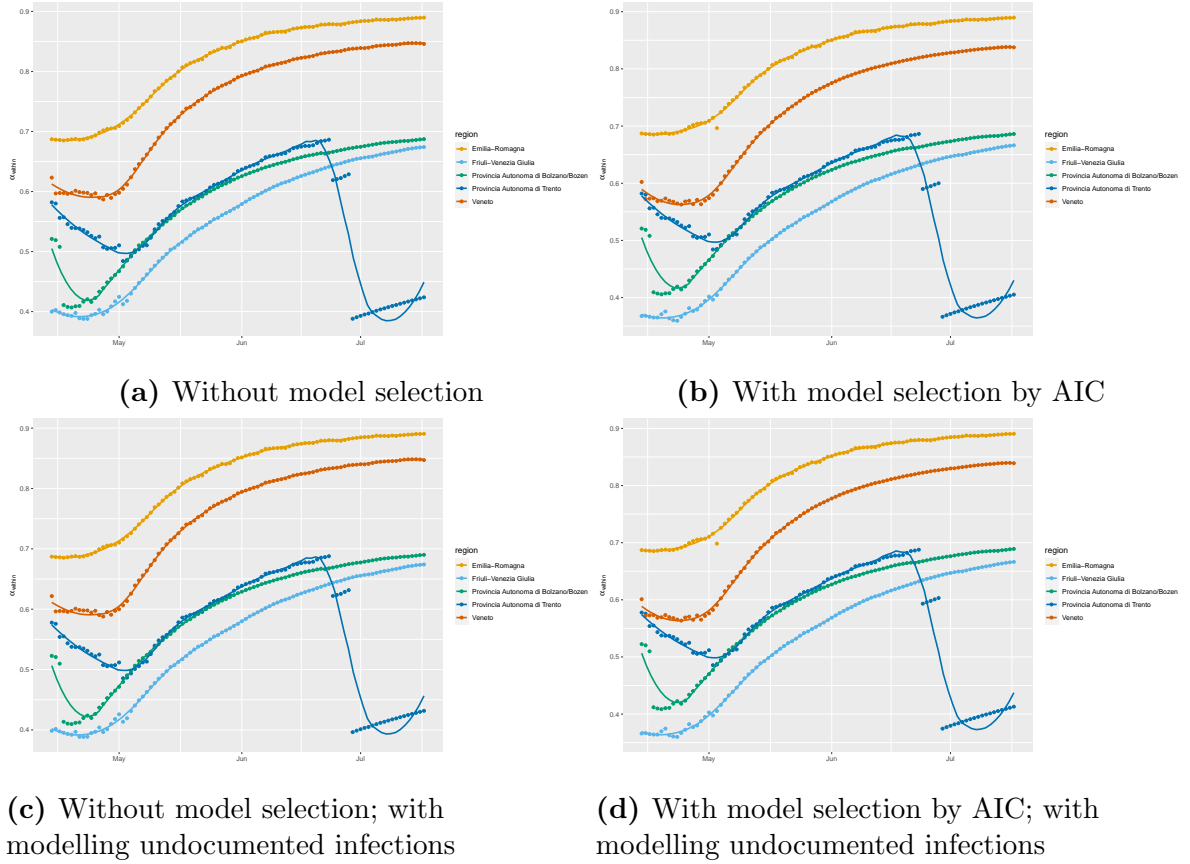 0.9
0.8
0.7
0.6
0.5
0.4
αwithin
May
Jun
Jul
region
Emilia−Romagna
Friuli−Venezia Giulia
Provincia Autonoma di Bolzano/Bozen
Provincia Autonoma di Trento
Veneto
(a) Without model selection
0.9
0.8
0.7
0.6
0.5
0.4
αwithin
May
Jun
Jul
region
Emilia−Romagna
Friuli−Venezia Giulia
Provincia Autonoma di Bolzano/Bozen
Provincia Autonoma di Trento
Veneto
(b) With model selection by AIC
0.9
0.8
0.7
0.6
0.5
0.4
αwithin
May
Jun
Jul
region
Emilia−Romagna
Friuli−Venezia Giulia
Provincia Autonoma di Bolzano/Bozen
Provincia Autonoma di Trento
Veneto
(c) Without model selection; with
modelling undocumented infections
0.9
0.8
0.7
0.6
0.5
0.4
αwithin
May
Jun
Jul
region
Emilia−Romagna
Friuli−Venezia Giulia
Provincia Autonoma di Bolzano/Bozen
Provincia Autonoma di Trento
Veneto
(d) With model selection by AIC; with
modelling undocumented infections